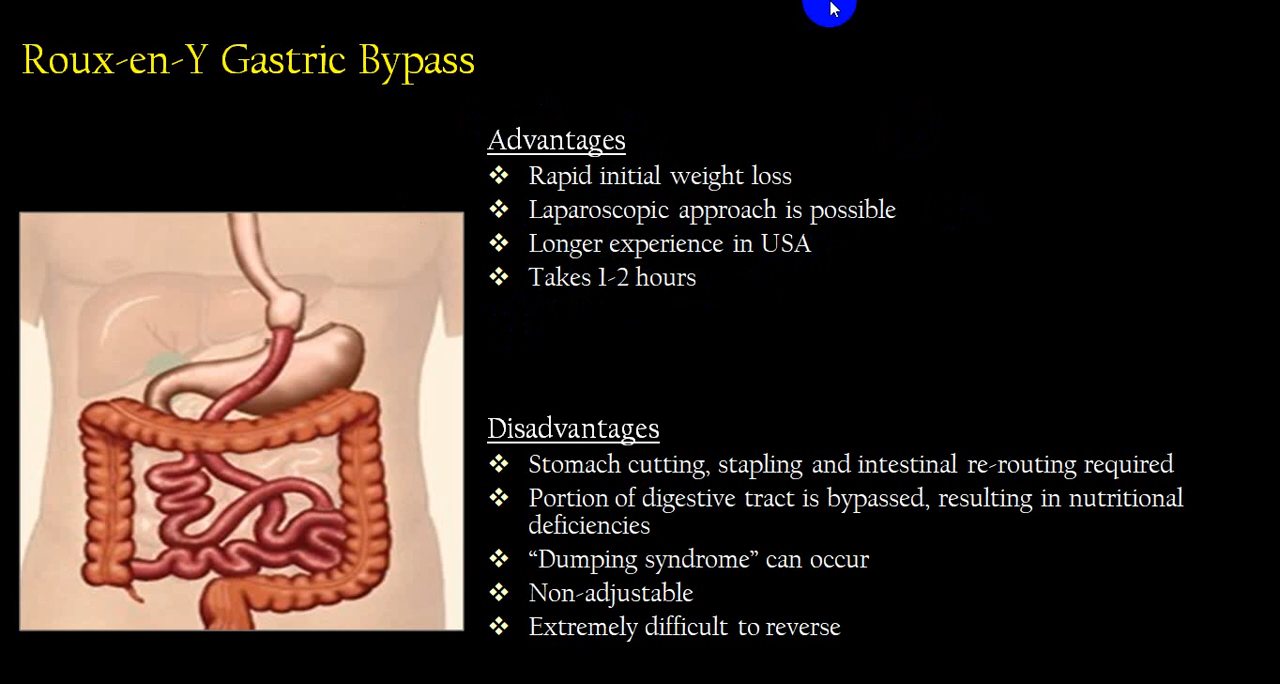 Roux-en-Y Gastric Bypass
Advantages
Rapid initial weight loss
Laparoscopic approach is possible
Longer experience in USA
Takes 1-2 hours
Disadvantages
Stomach cutting, stapling and intestinal re-routing required
Portion of digestive tract is bypassed, resulting in nutritional
deficiencies
“Dumping syndrome” can occur
Non-adjustable
Extremely difficult to reverse